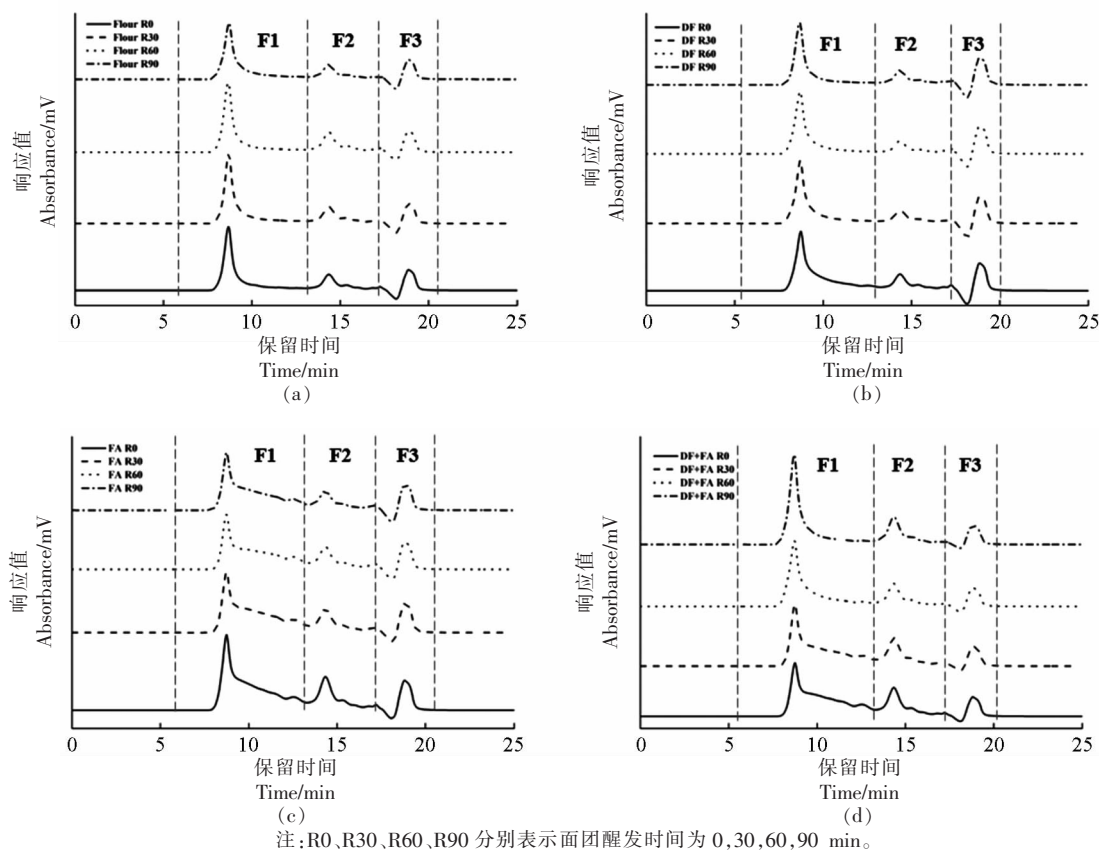 Flour R0
Flour R30
Flour R60
Flour R90
F1 F2 F3
响应值
Absorbance/mV
0 5 10 15 20 25
保留时间
Time/min
(a)
DF R0
DF R30
DF R60
DF R90
F1 F2 F3
响应值
Absorbance/mV
0 5 10 15 20 25
保留时间
Time/min
(b)
FA R0
FA R30
FA R60
FA R90
F1 F2 F3
响应值
Absorbance/mV
0 5 10 15 20 25
保留时间
Time/min
(c)
DF+FA R0
DF+FA R30
DF+FA R60
DF+FA R90
F1 F2 F3
响应值
Absorbance/mV
0 5 10 15 20 25
保留时间
Time/min
(d)
注:R0、R30、R60、R90 分别表示面团醒发时间为 0,30,60,90 min。